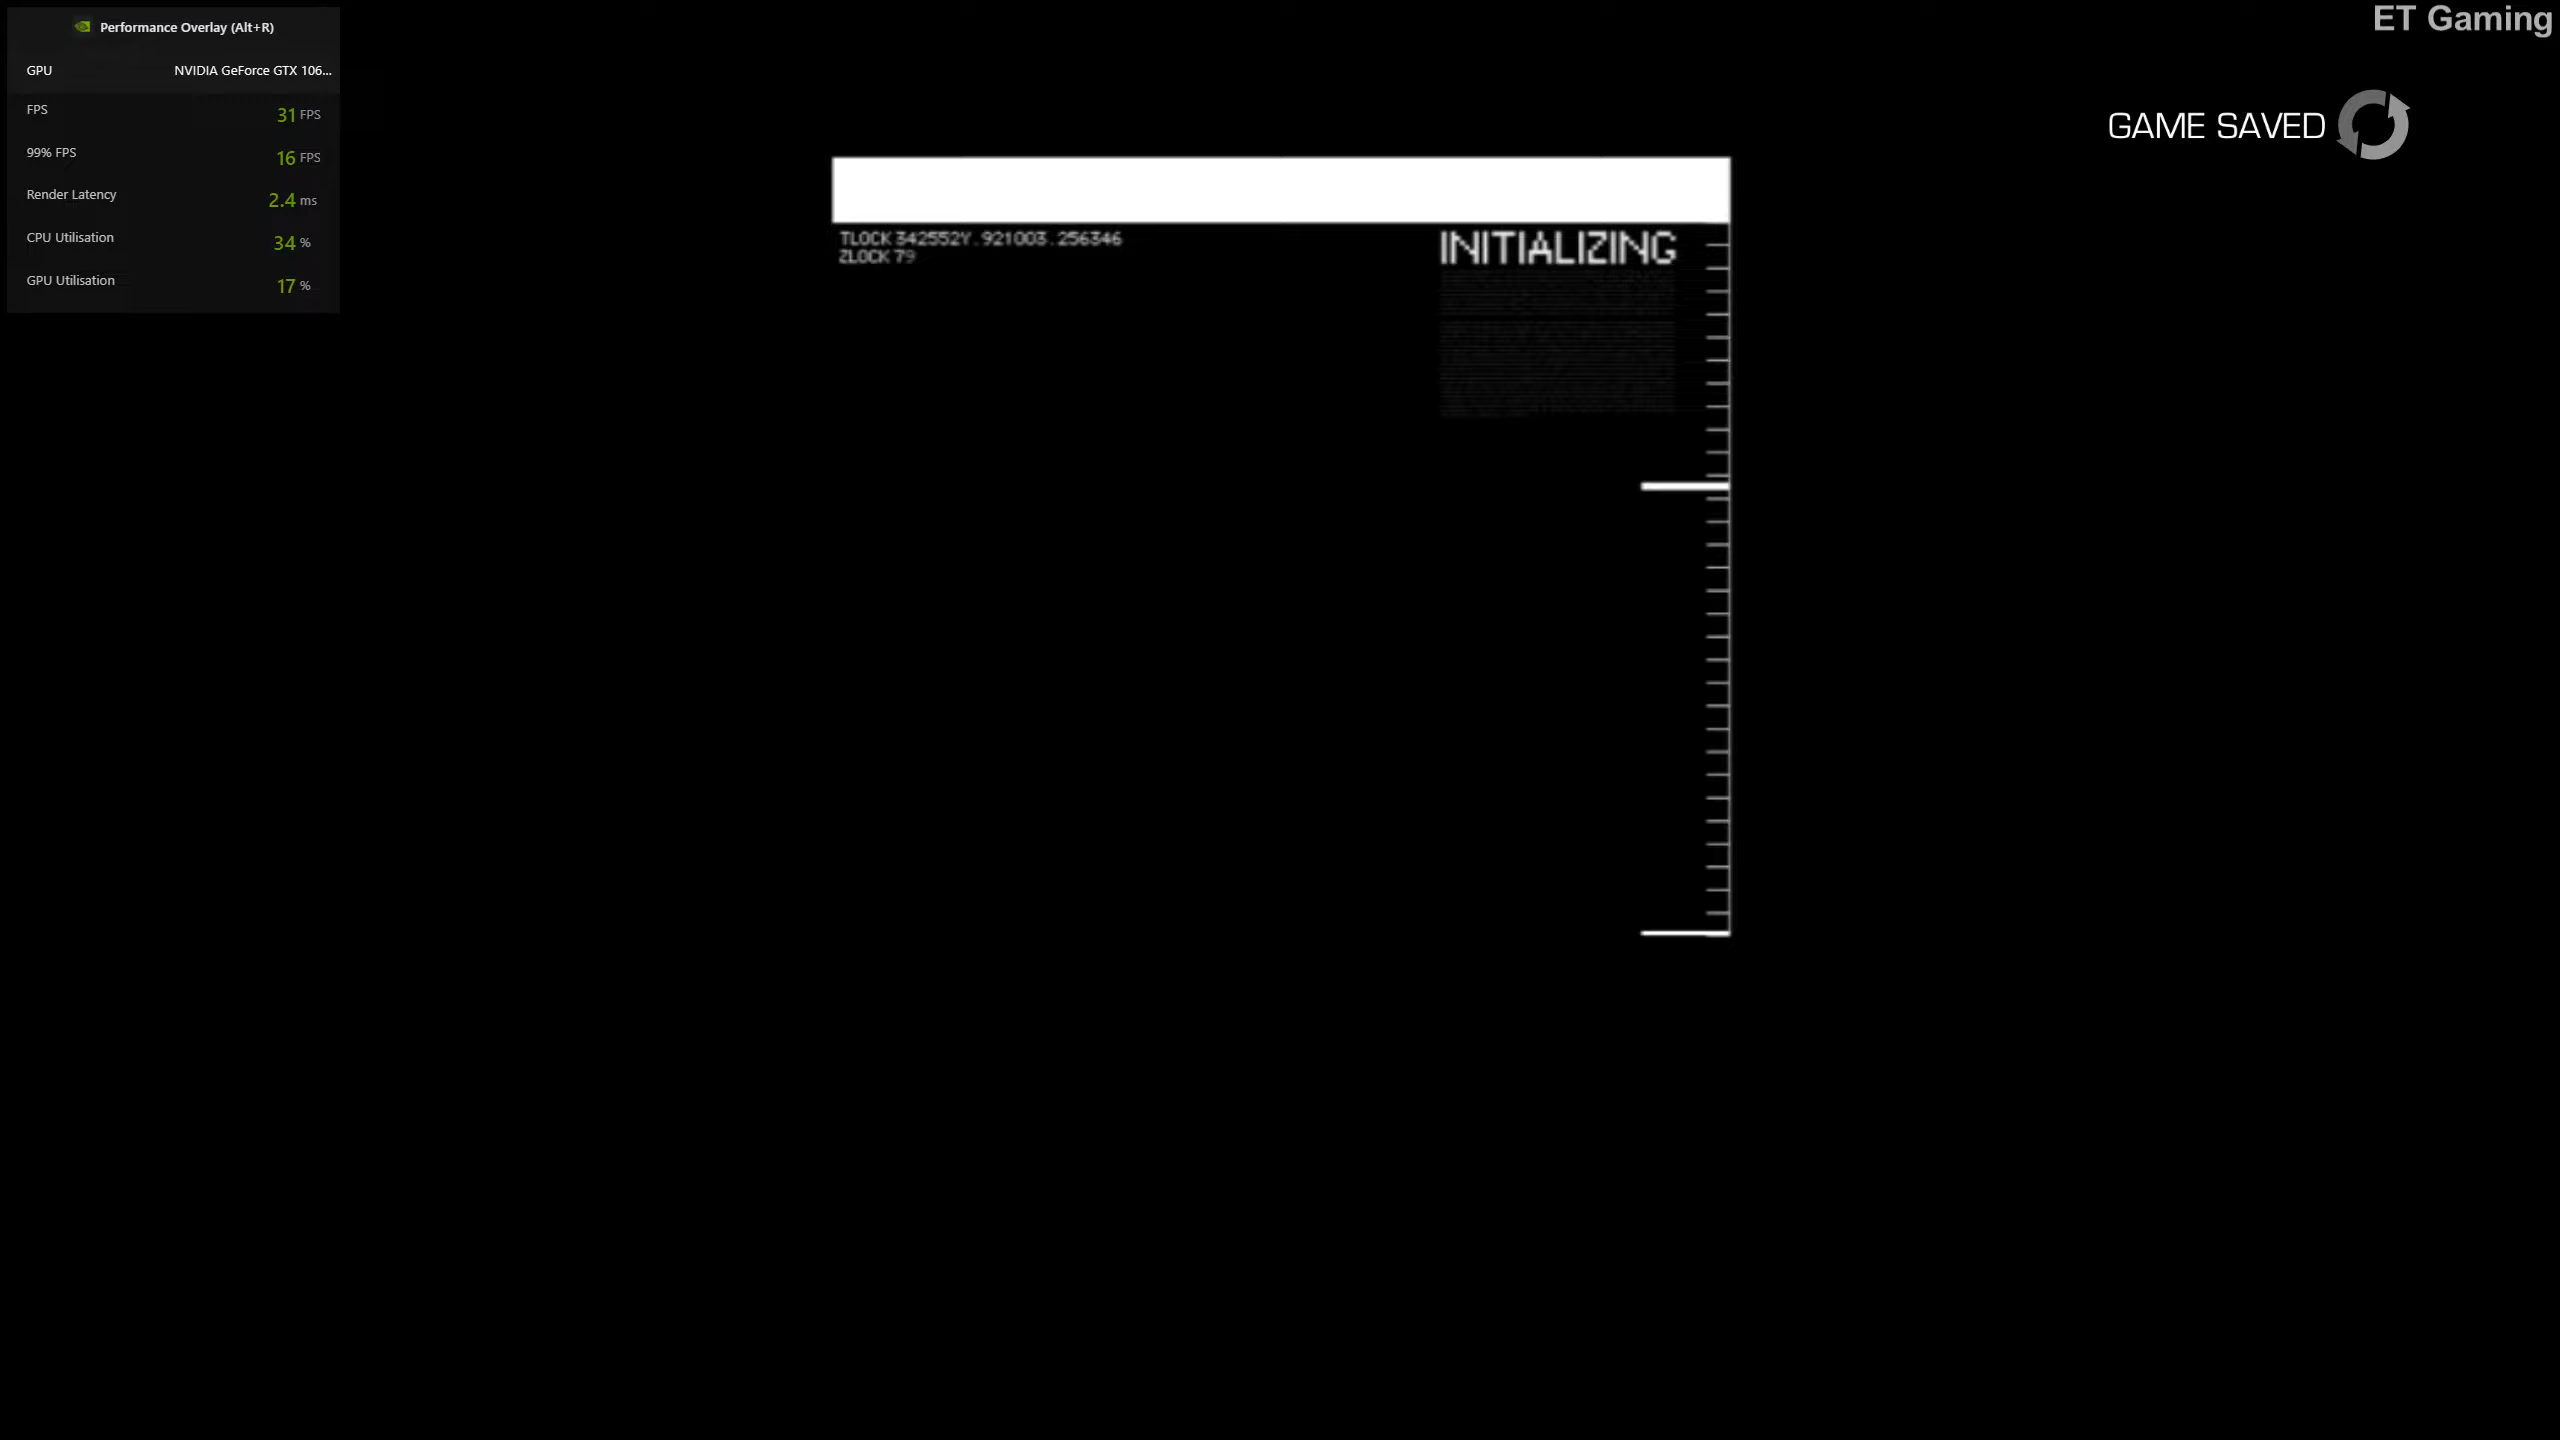 Performance Overlay (Alt+R)
GPU NVIDIA GeForce GTX 106...
FPS 31 FPS
99% FPS 16 FPS
Render Latency 2.4 ms
CPU Utilisation 34 %
GPU Utilisation 17 %
ET Gaming
GAME SAVED
TLOCK 342552Y.921003.256346
ZLOCK 79
INITIALIZING